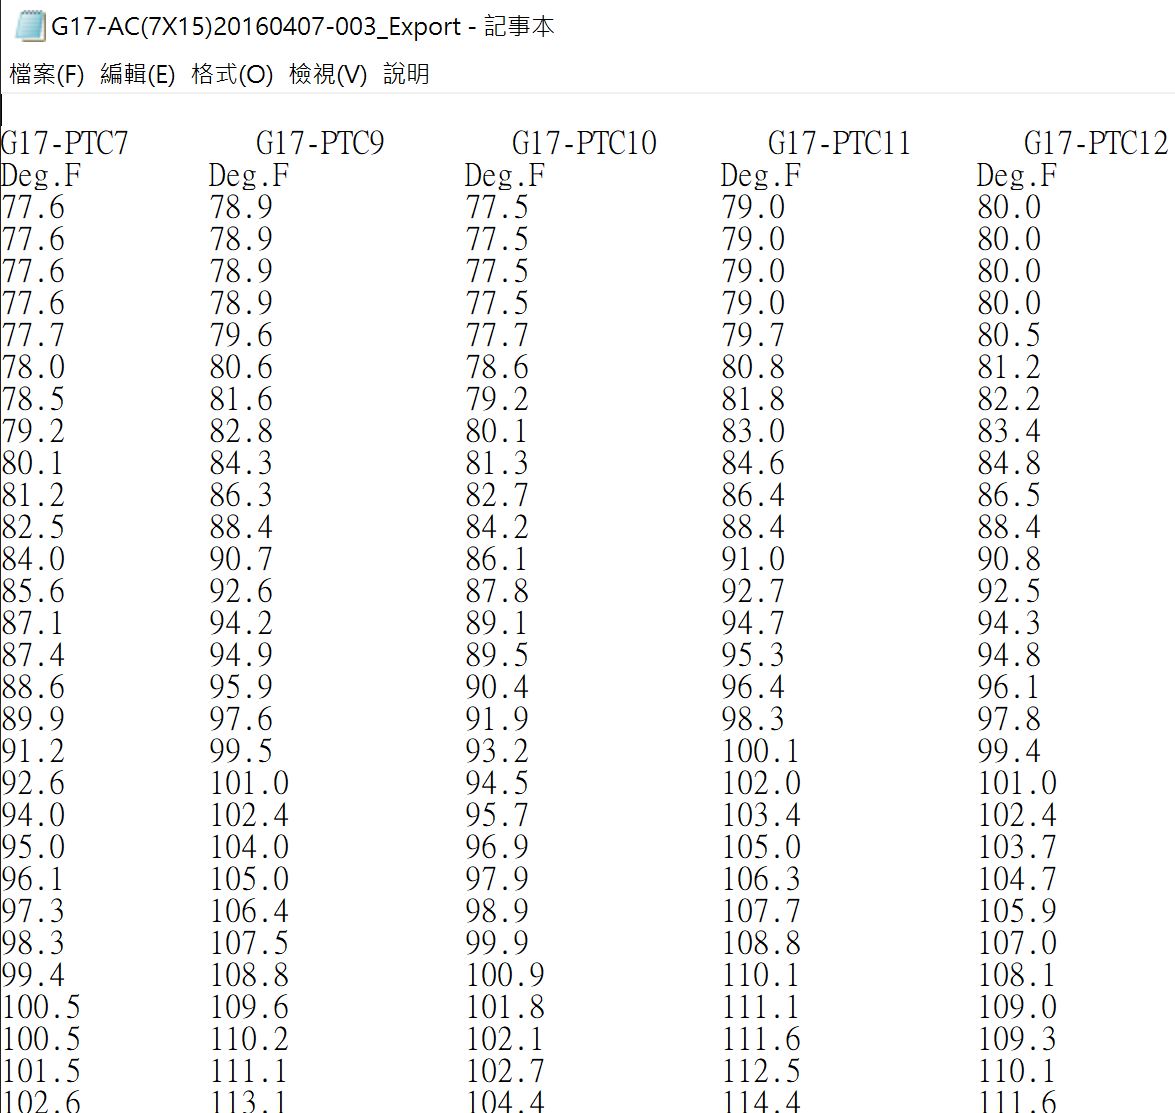 G17-AC(7X15)20160407-003_Export - 記事本
檔案(F) 編輯(E) 格式(O) 檢視(V) 說明
G17-PTC7 G17-PTC9 G17-PTC10 G17-PTC11 G17-PTC12
Deg.F Deg.F Deg.F Deg.F Deg.F
77.6 78.9 77.5 79.0 80.0
77.6 78.9 77.5 79.0 80.0
77.6 78.9 77.5 79.0 80.0
77.6 78.9 77.5 79.0 80.0
77.7 79.6 77.7 79.7 80.5
78.0 80.6 78.6 80.8 81.2
78.5 81.6 79.2 81.8 82.2
79.2 82.8 80.1 83.0 83.4
80.1 84.3 81.3 84.6 84.8
81.2 86.3 82.7 86.4 86.5
82.5 88.4 84.2 88.4 88.4
84.0 90.7 86.1 91.0 90.8
85.6 92.6 87.8 92.7 92.5
87.1 94.2 89.1 94.7 94.3
87.4 94.9 89.5 95.3 94.8
88.6 95.9 90.4 96.4 96.1
89.9 97.6 91.9 98.3 97.8
91.2 99.5 93.2 100.1 99.4
92.6 101.0 94.5 102.0 101.0
94.0 102.4 95.7 103.4 102.4
95.0 104.0 96.9 105.0 103.7
96.1 105.0 97.9 106.3 104.7
97.3 106.4 98.9 107.7 105.9
98.3 107.5 99.9 108.8 107.0
99.4 108.8 100.9 110.1 108.1
100.5 109.6 101.8 111.1 109.0
100.5 110.2 102.1 111.6 109.3
101.5 111.1 102.7 112.5 110.1
102.6 113.1 104.4 114.4 111.6